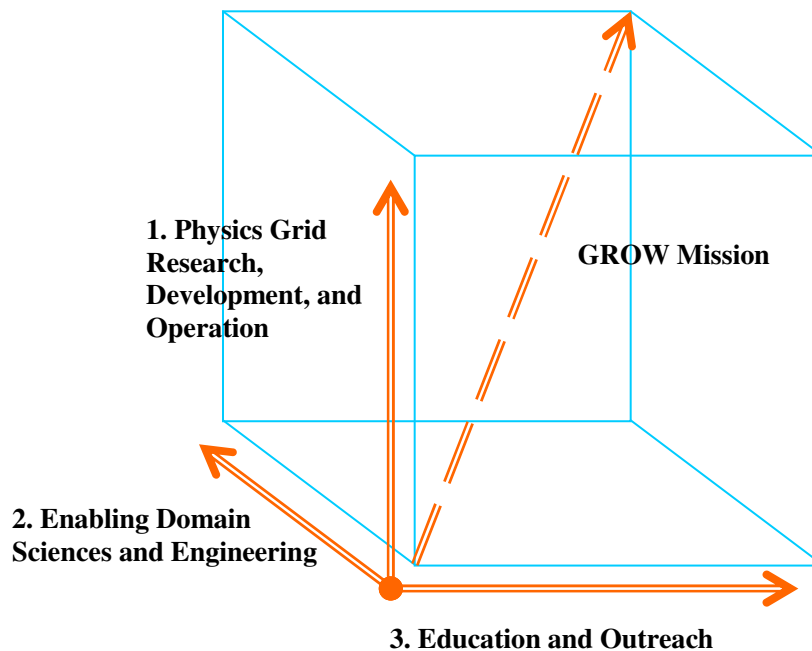 1. Physics Grid
Research,
Development, and
Operation
GROW Mission
2. Enabling Domain
Sciences and Engineering
3. Education and Outreach